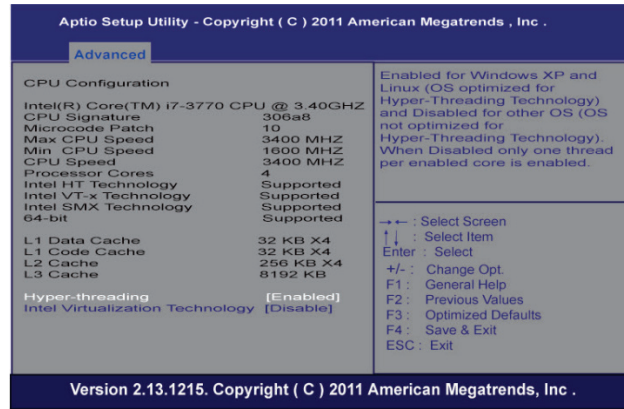 Aptio Setup Utility - Copyright ( C ) 2011 American Megatrends , Inc .
Advanced
CPU Configuration
Intel(R) Core(TM) i7-3770 CPU @ 3.40GHZ
CPU Signature 306a8
Microcode Patch 10
Max CPU Speed 3400 MHZ
Min CPU Speed 1600 MHZ
CPU Speed 3400 MHZ
Processor Cores 4
Intel HT Technology Supported
Intel VT-x Technology Supported
Intel SMX Technology Supported
64-bit Supported
L1 Data Cache 32 KB X4
L1 Code Cache 32 KB X4
L2 Cache 256 KB X4
L3 Cache 8192 KB
Hyper-threading [Enabled]
Intel Virtualization Technology [Disable]
Enabled for Windows XP and
Linux (OS optimized for
Hyper-Threading Technology)
and Disabled for other OS (OS
not optimized for
Hyper-Threading Technology).
When Disabled only one thread
per enabled core is enabled.
→← : Select Screen
↑↓ : Select Item
Enter : Select
+/- : Change Opt.
F1 : General Help
F2 : Previous Values
F3 : Optimized Defaults
F4 : Save & Exit
ESC : Exit
Version 2.13.1215. Copyright ( C ) 2011 American Megatrends, Inc .